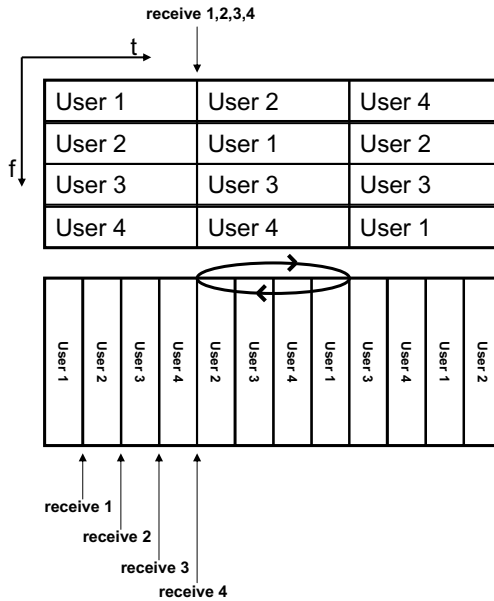 receive 1,2,3,4
t
f
User 1 User 2 User 4
User 2 User 1 User 2
User 3 User 3 User 3
User 4 User 4 User 1
User 1
User 2
User 3
User 4
User 2
User 3
User 4
User 1
User 3
User 4
User 1
User 2
receive 1
receive 2
receive 3
receive 4